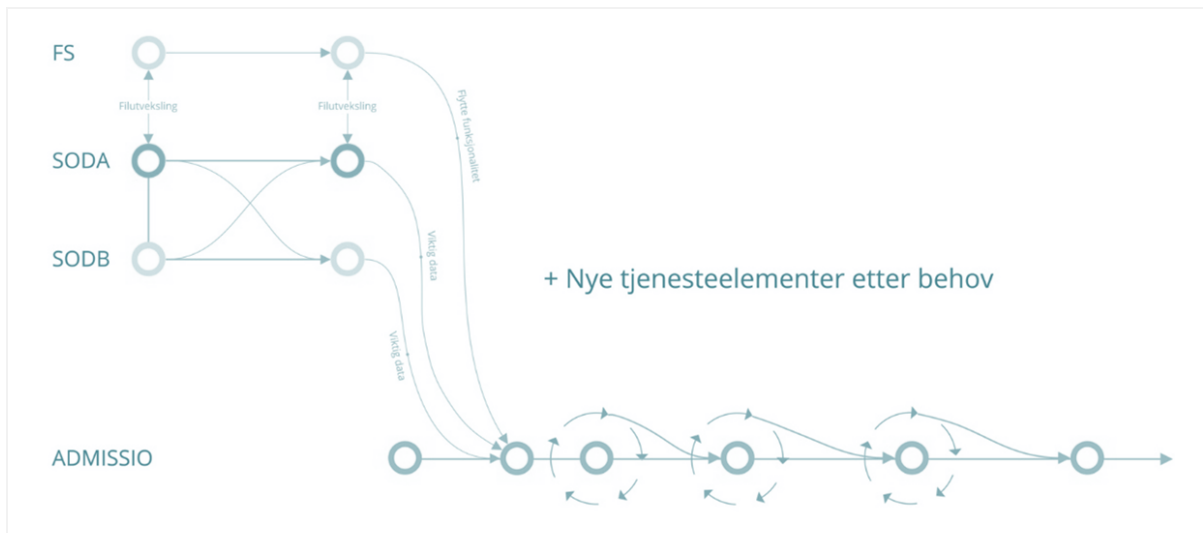 FS
Filutveksling
Filutveksling
Flytte funksjonalitet
SODA
Viktig data
SODB
+ Nye tjenesteelementer etter behov
Viktig data
ADMISSIO